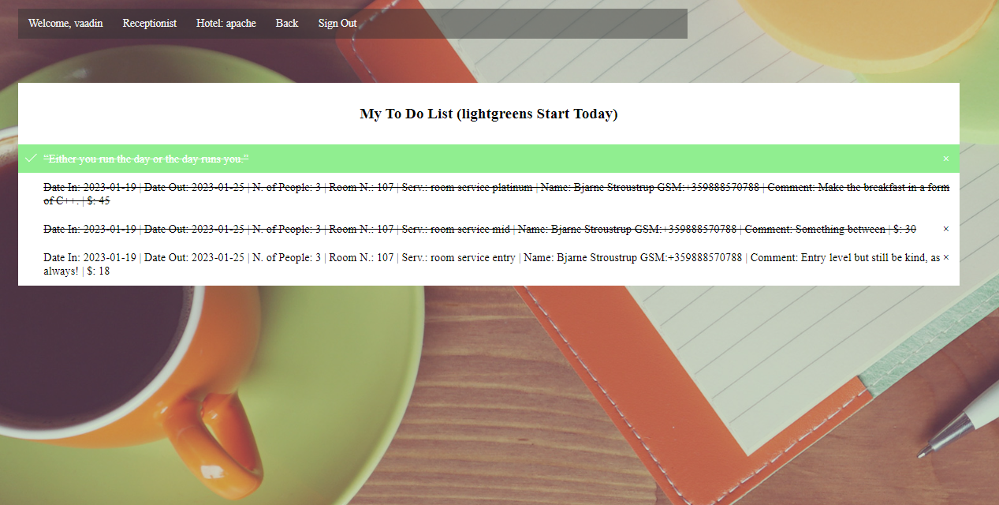 Welcome, vaadin Receptionist Hotel: apache Back Sign Out
My To Do List (lightgreens Start Today)
"Either you run the day or the day runs you." ×
Date In: 2023-01-19 | Date Out: 2023-01-25 | N. of People: 3 | Room N.: 107 | Serv.: room service platinum | Name: Bjarne Stroustrup GSM:+359888570788 | Comment: Make the breakfast in a form ×
of C++. | $: 45
Date In: 2023-01-19 | Date Out: 2023-01-25 | N. of People: 3 | Room N.: 107 | Serv.: room service mid | Name: Bjarne Stroustrup GSM:+359888570788 | Comment: Something between | $: 30 ×
Date In: 2023-01-19 | Date Out: 2023-01-25 | N. of People: 3 | Room N.: 107 | Serv.: room service entry | Name: Bjarne Stroustrup GSM:+359888570788 | Comment: Entry level but still be kind, as ×
always! | $: 18